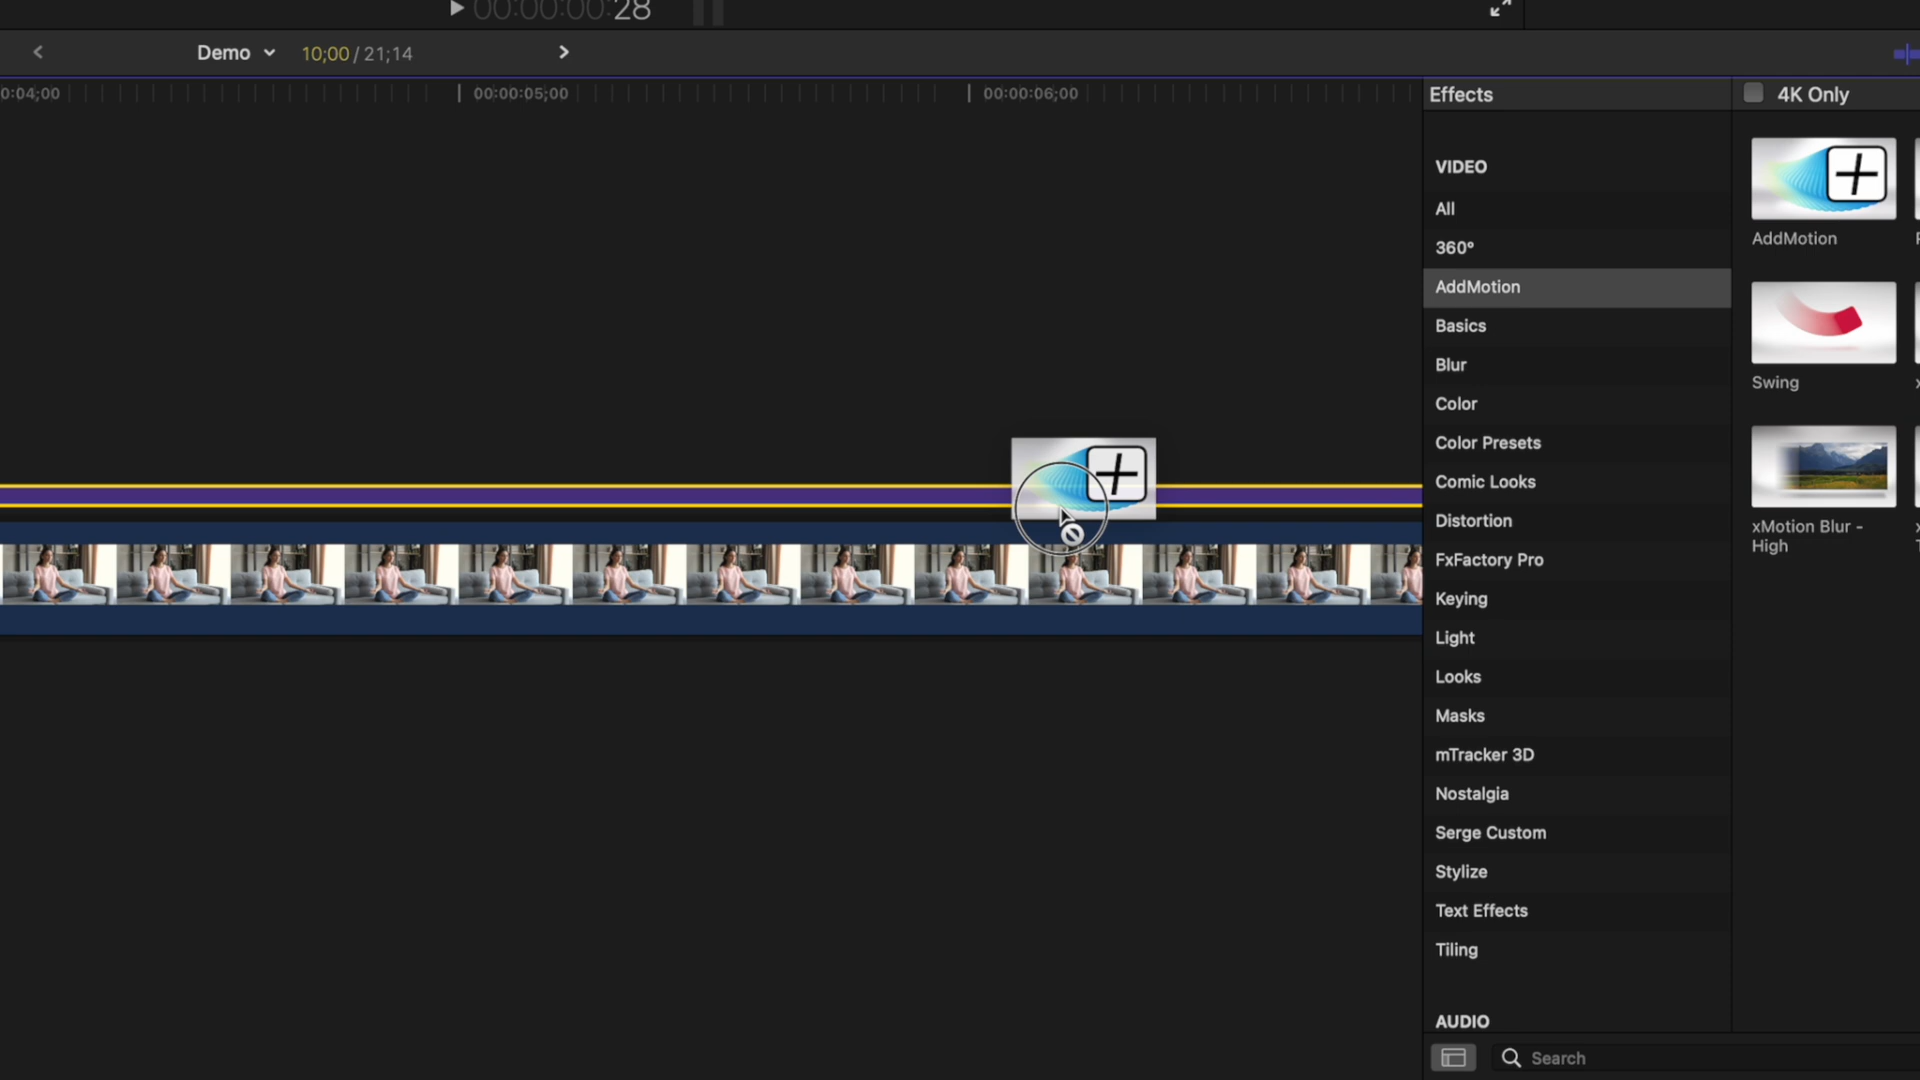 00:00:00:28
Demo 10;00 / 21;14
0:04;00 00:00:05;00 00:00:06;00
Effects
4K Only
VIDEO
All
360°
AddMotion
Basics
Blur
Color
Color Presets
Comic Looks
Distortion
FxFactory Pro
Keying
Light
Looks
Masks
mTracker 3D
Nostalgia
Serge Custom
Stylize
Text Effects
Tiling
AUDIO
AddMotion
Swing
xMotion Blur -
High
Search